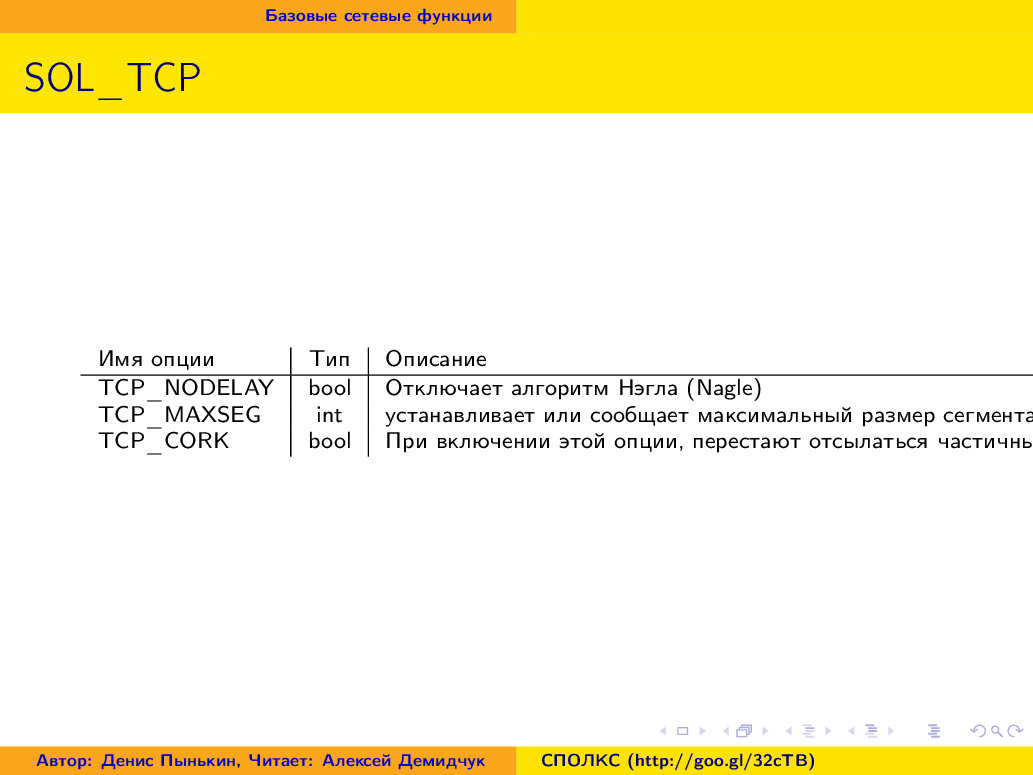 Базовые сетевые функции
SOL_TCP
Имя опции Тип Описание
TCP_NODELAY bool Отключает алгоритм Нэгла (Nagle)
TCP_MAXSEG int устанавливает или сообщает максимальный размер сегмента
TCP_CORK bool При включении этой опции, перестают отсылаться
Автор: Денис Пынькин, Читает: Алексей Демидчук СПОЛКС (http://goo.gl/32cTB)